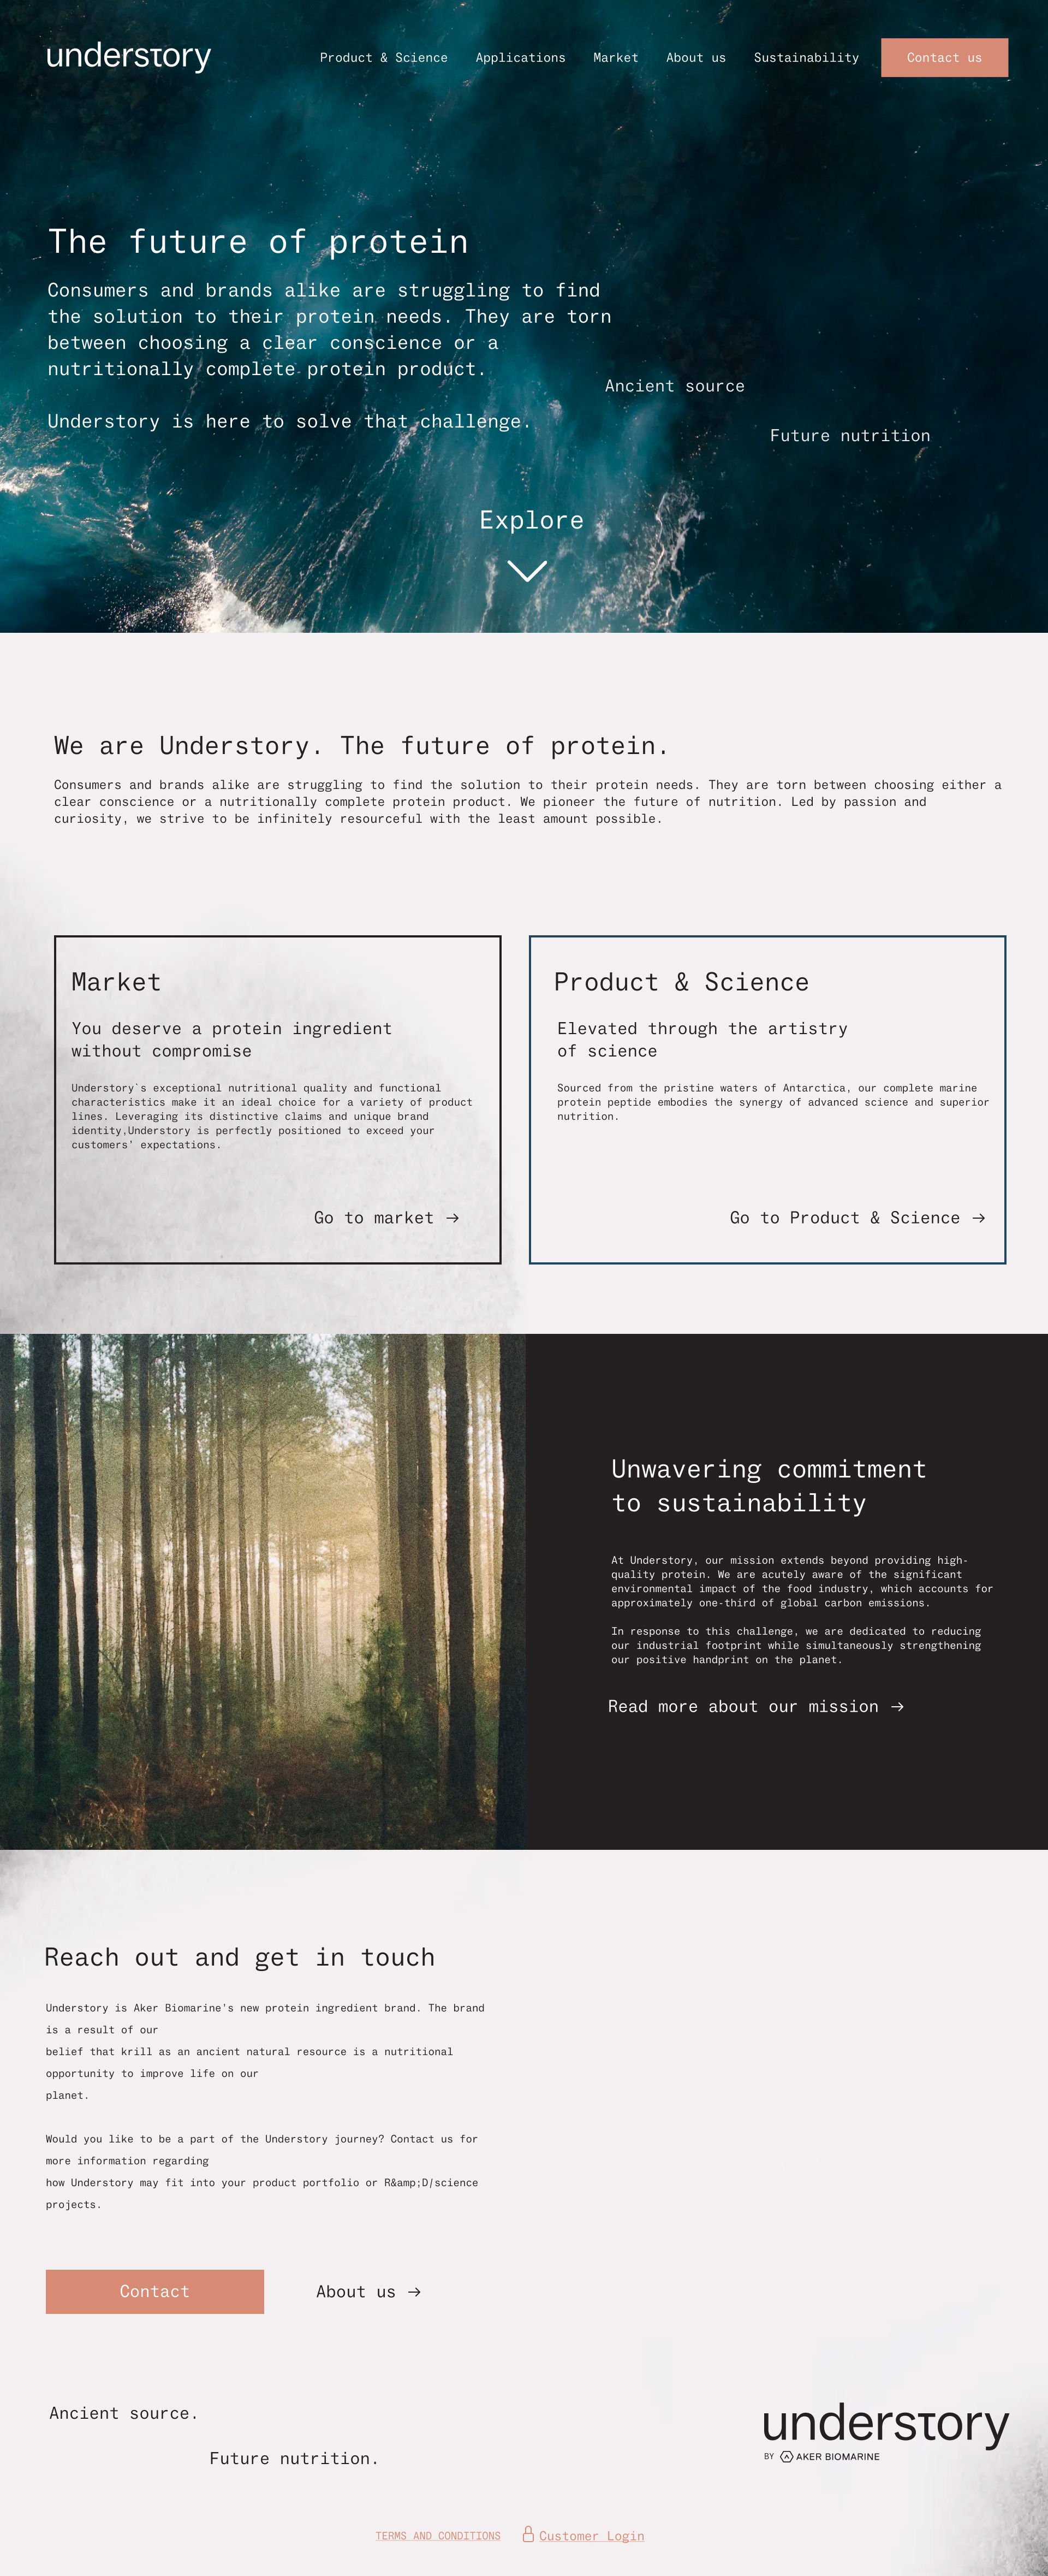 understory
Product & Science
Applications
Market
About us
Sustainability
Contact us
The future of protein
Consumers and brands alike are struggling to find
the solution to their protein needs. They are torn
between choosing a clear conscience or a
nutritionally complete protein product.
Understory is here to solve that challenge.
Ancient source
Future nutrition
Explore
We are Understory. The future of protein.
Consumers and brands alike are struggling to find the solution to their protein needs. They are torn between choosing either a
clear conscience or a nutritionally complete protein product. We pioneer the future of nutrition. Led by passion and
curiosity, we strive to be infinitely resourceful with the least amount possible.
Market
You deserve a protein ingredient
without compromise
Understory`s exceptional nutritional quality and functional
characteristics make it an ideal choice for a variety of product
lines. Leveraging its distinctive claims and unique brand
identity,Understory is perfectly positioned to exceed your
customers' expectations.
Go to market →
Product & Science
Elevated through the artistry
of science
Sourced from the pristine waters of Antarctica, our complete marine
protein peptide embodies the synergy of advanced science and superior
nutrition.
Go to Product & Science →
Unwavering commitment
to sustainability
At Understory, our mission extends beyond providing high-
quality protein. We are acutely aware of the significant
environmental impact of the food industry, which accounts for
approximately one-third of global carbon emissions.
In response to this challenge, we are dedicated to reducing
our industrial footprint while simultaneously strengthening
our positive handprint on the planet.
Read more about our mission →
Reach out and get in touch
Understory is Aker Biomarine's new protein ingredient brand. The brand
is a result of our
belief that krill as an ancient natural resource is a nutritional
opportunity to improve life on our
planet.
Would you like to be a part of the Understory journey? Contact us for
more information regarding
how Understory may fit into your product portfolio or R&amp;D/science
projects.
Contact
About us →
Ancient source.
Future nutrition.
understory
BY AKER BIOMARINE
TERMS AND CONDITIONS
Customer Login